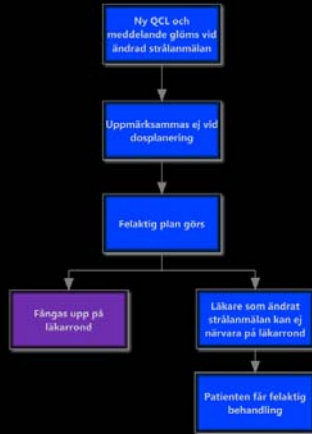 Ny QCL och
meddelande glöms vid
ändrad strålanmälan
Uppmärksammas ej vid
dosplanering
Felaktig plan görs
Fångas upp på
läkarrond
Läkare som ändrat
strålanmälan kan ej
närvara på läkarrond
Patienten får felaktig
behandling